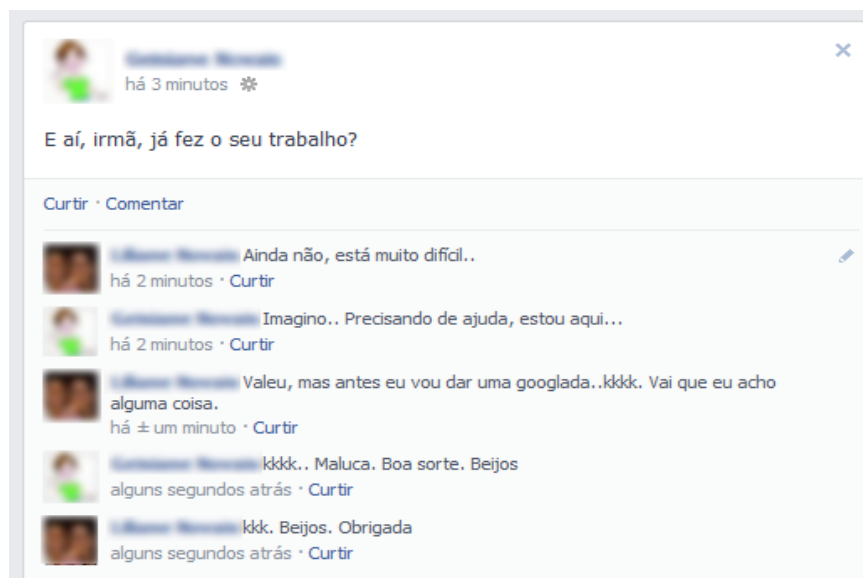 há 3 minutos
E aí, irmã, já fez o seu trabalho?
Curtir · Comentar
Ainda não, está muito difícil..
há 2 minutos · Curtir
Imagino.. Precisando de ajuda, estou aqui...
há 2 minutos · Curtir
Valeu, mas antes eu vou dar uma googlada..kkkk. Vai que eu acho
alguma coisa.
há ± um minuto · Curtir
kkkk.. Maluca. Boa sorte. Beijos
alguns segundos atrás · Curtir
kkk. Beijos. Obrigada
alguns segundos atrás · Curtir